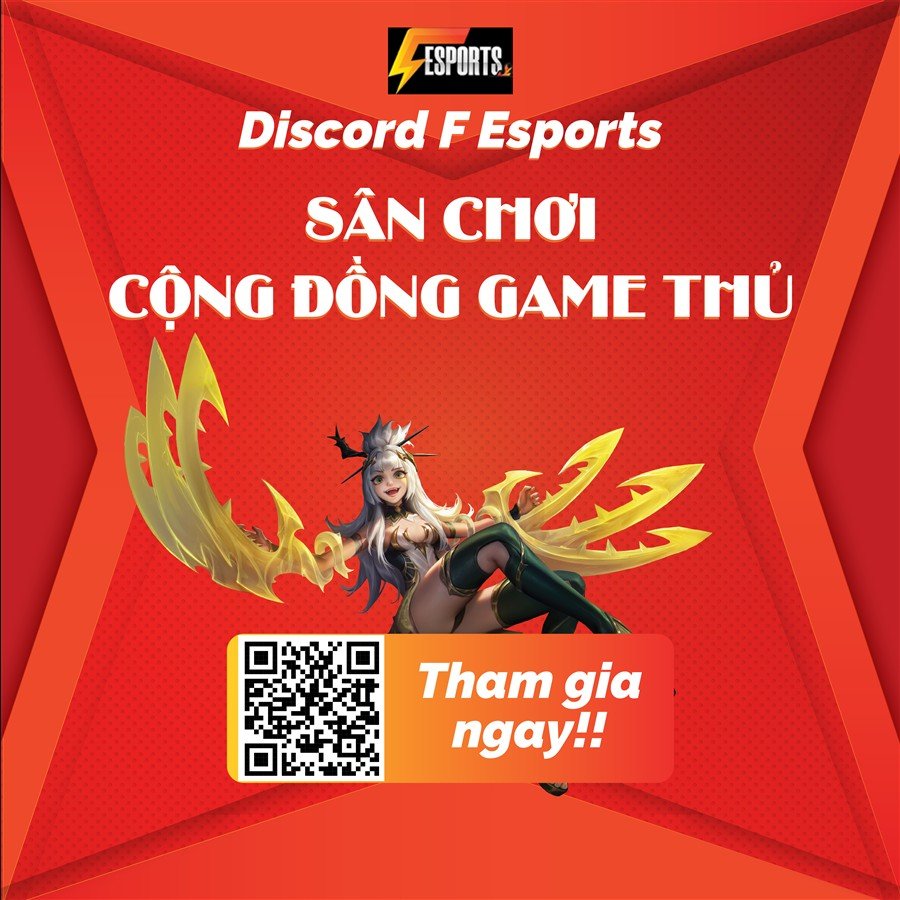 ESPORTS
Discord F Esports
SÂN CHƠI
CỘNG ĐỒNG GAME THỦ
Tham gia
ngay!!